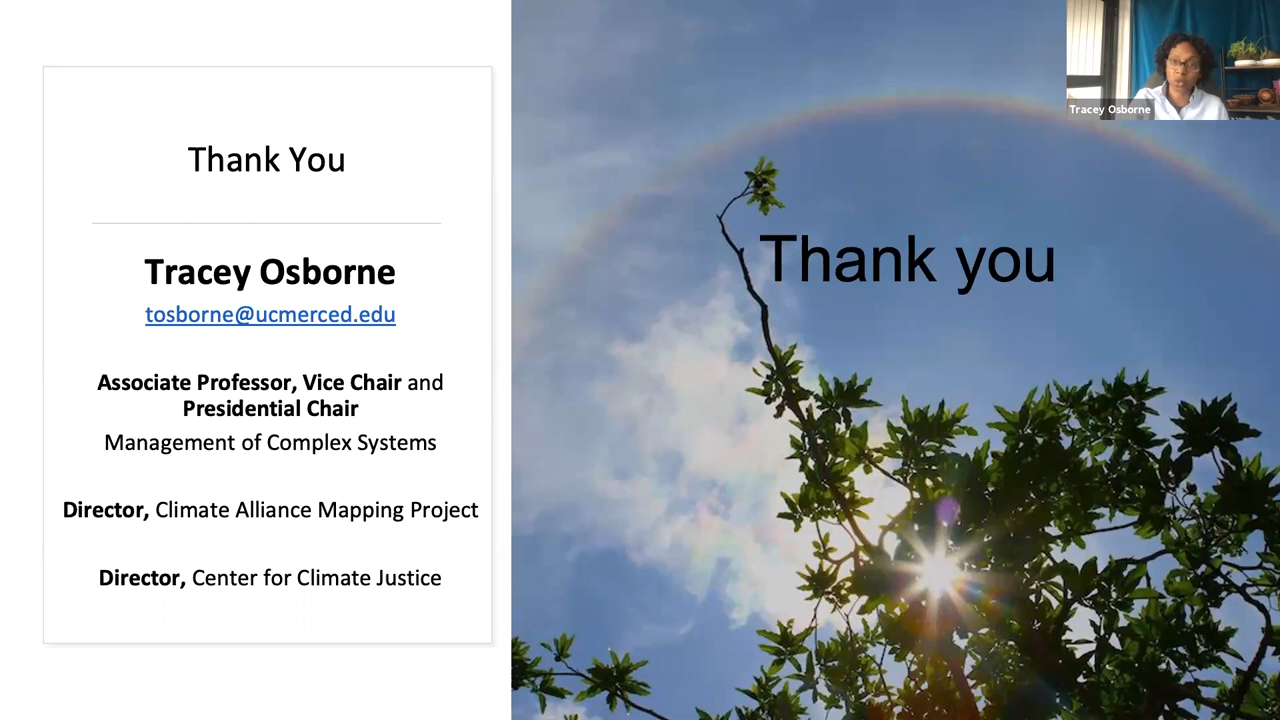 Thank You
Tracey Osborne
tosborne@ucmerced.edu
Associate Professor, Vice Chair and
Presidential Chair
Management of Complex Systems
Director, Climate Alliance Mapping Project
Director, Center for Climate Justice
Thank you
Tracey Osborne